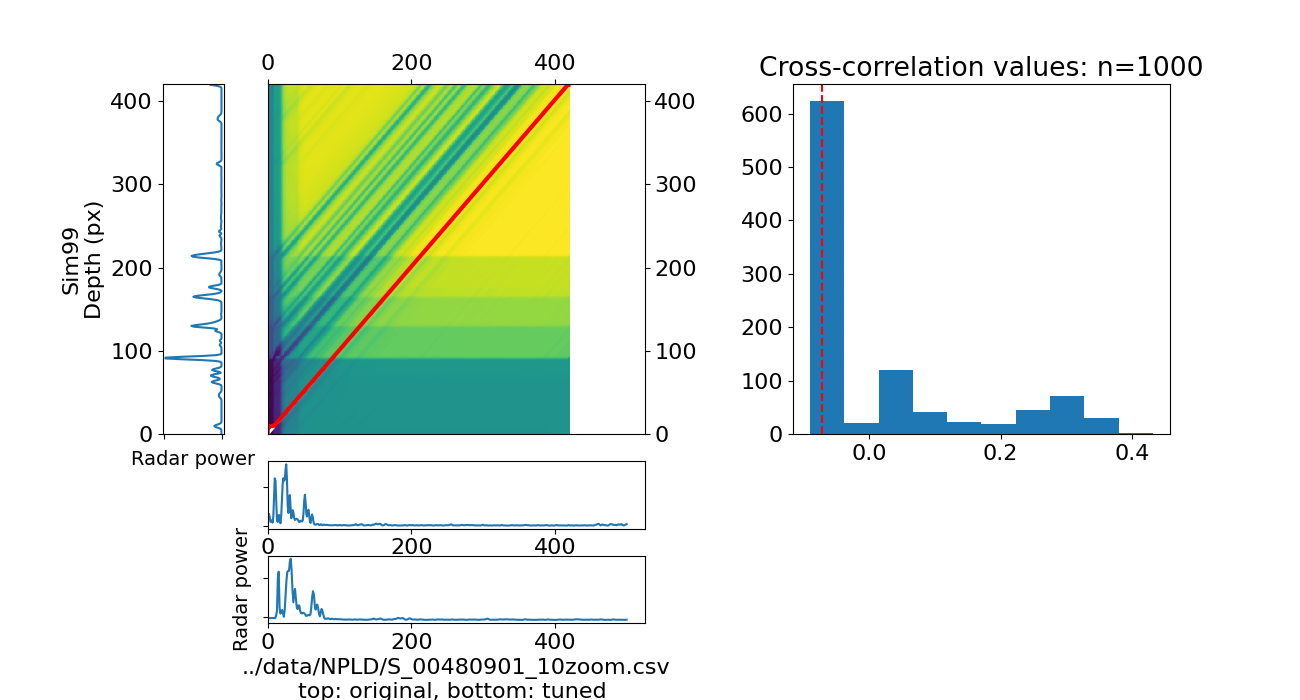 0 200 400
Cross-correlation values: n=1000
400
300
200
100
0
Sim99
Depth (px)
Radar power
400
300
200
100
0
600
500
400
300
200
100
0
0.0 0.2 0.4
0 200 400
Radar power
0 200 400
../data/NPLD/S_00480901_10zoom.csv
top: original, bottom: tuned